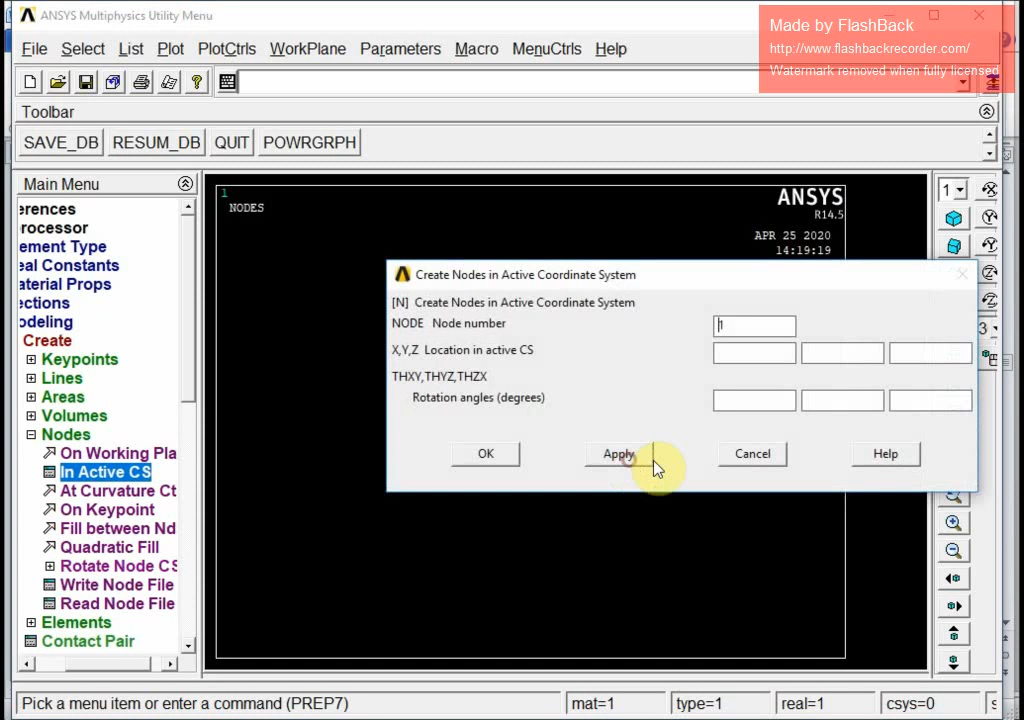 ANSYS Multiphysics Utility Menu
Made by FlashBack
http://www.flashbackrecorder.com/
Watermark removed when fully licensed
File Select List Plot PlotCtrls WorkPlane Parameters Macro MenuCtrls Help
Toolbar
SAVE_DB RESUM_DB QUIT POWRGRPH
Main Menu
erences
rocessor
ement Type
eal Constants
aterial Props
ections
odeling
Create
Keypoints
Lines
Areas
Volumes
Nodes
On Working Pla
In Active CS
At Curvature Ct
On Keypoint
Fill between Nd
Quadratic Fill
Rotate Node CS
Write Node File
Read Node File
Elements
Contact Pair
1
NODES
ANSYS
R14.5
APR 25 2020
14:19:19
1
3
Create Nodes in Active Coordinate System
[N] Create Nodes in Active Coordinate System
NODE Node number 1
X,Y,Z Location in active CS
THXY,THYZ,THZX
Rotation angles (degrees)
OK Apply Cancel Help
Pick a menu item or enter a command (PREP7) mat=1 type=1 real=1 csys=0 s